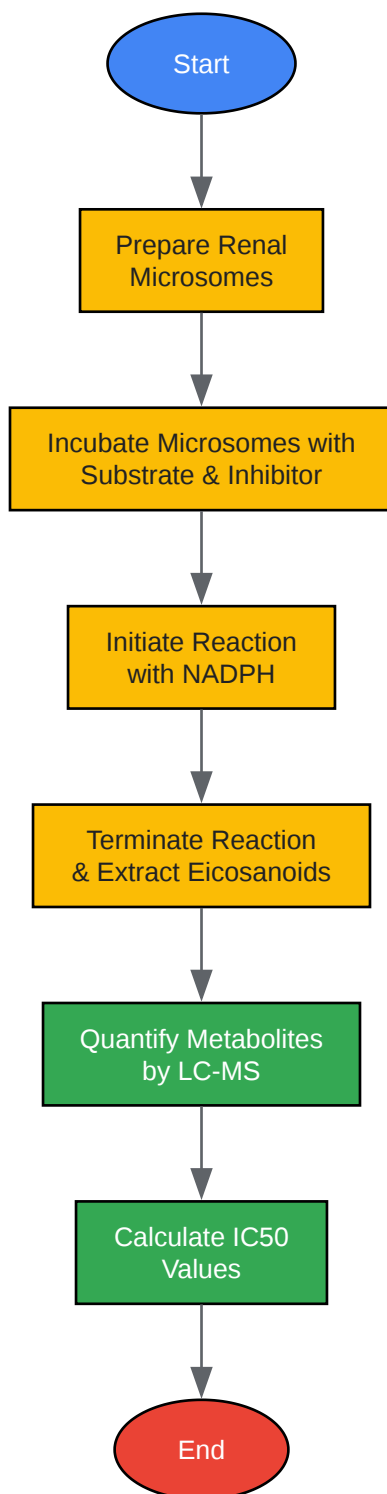 Start
Prepare Renal
Microsomes
Incubate Microsomes with
Substrate & Inhibitor
Initiate Reaction
with NADPH
Terminate Reaction
& Extract Eicosanoids
Quantify Metabolites
by LC-MS
Calculate IC50
Values
End